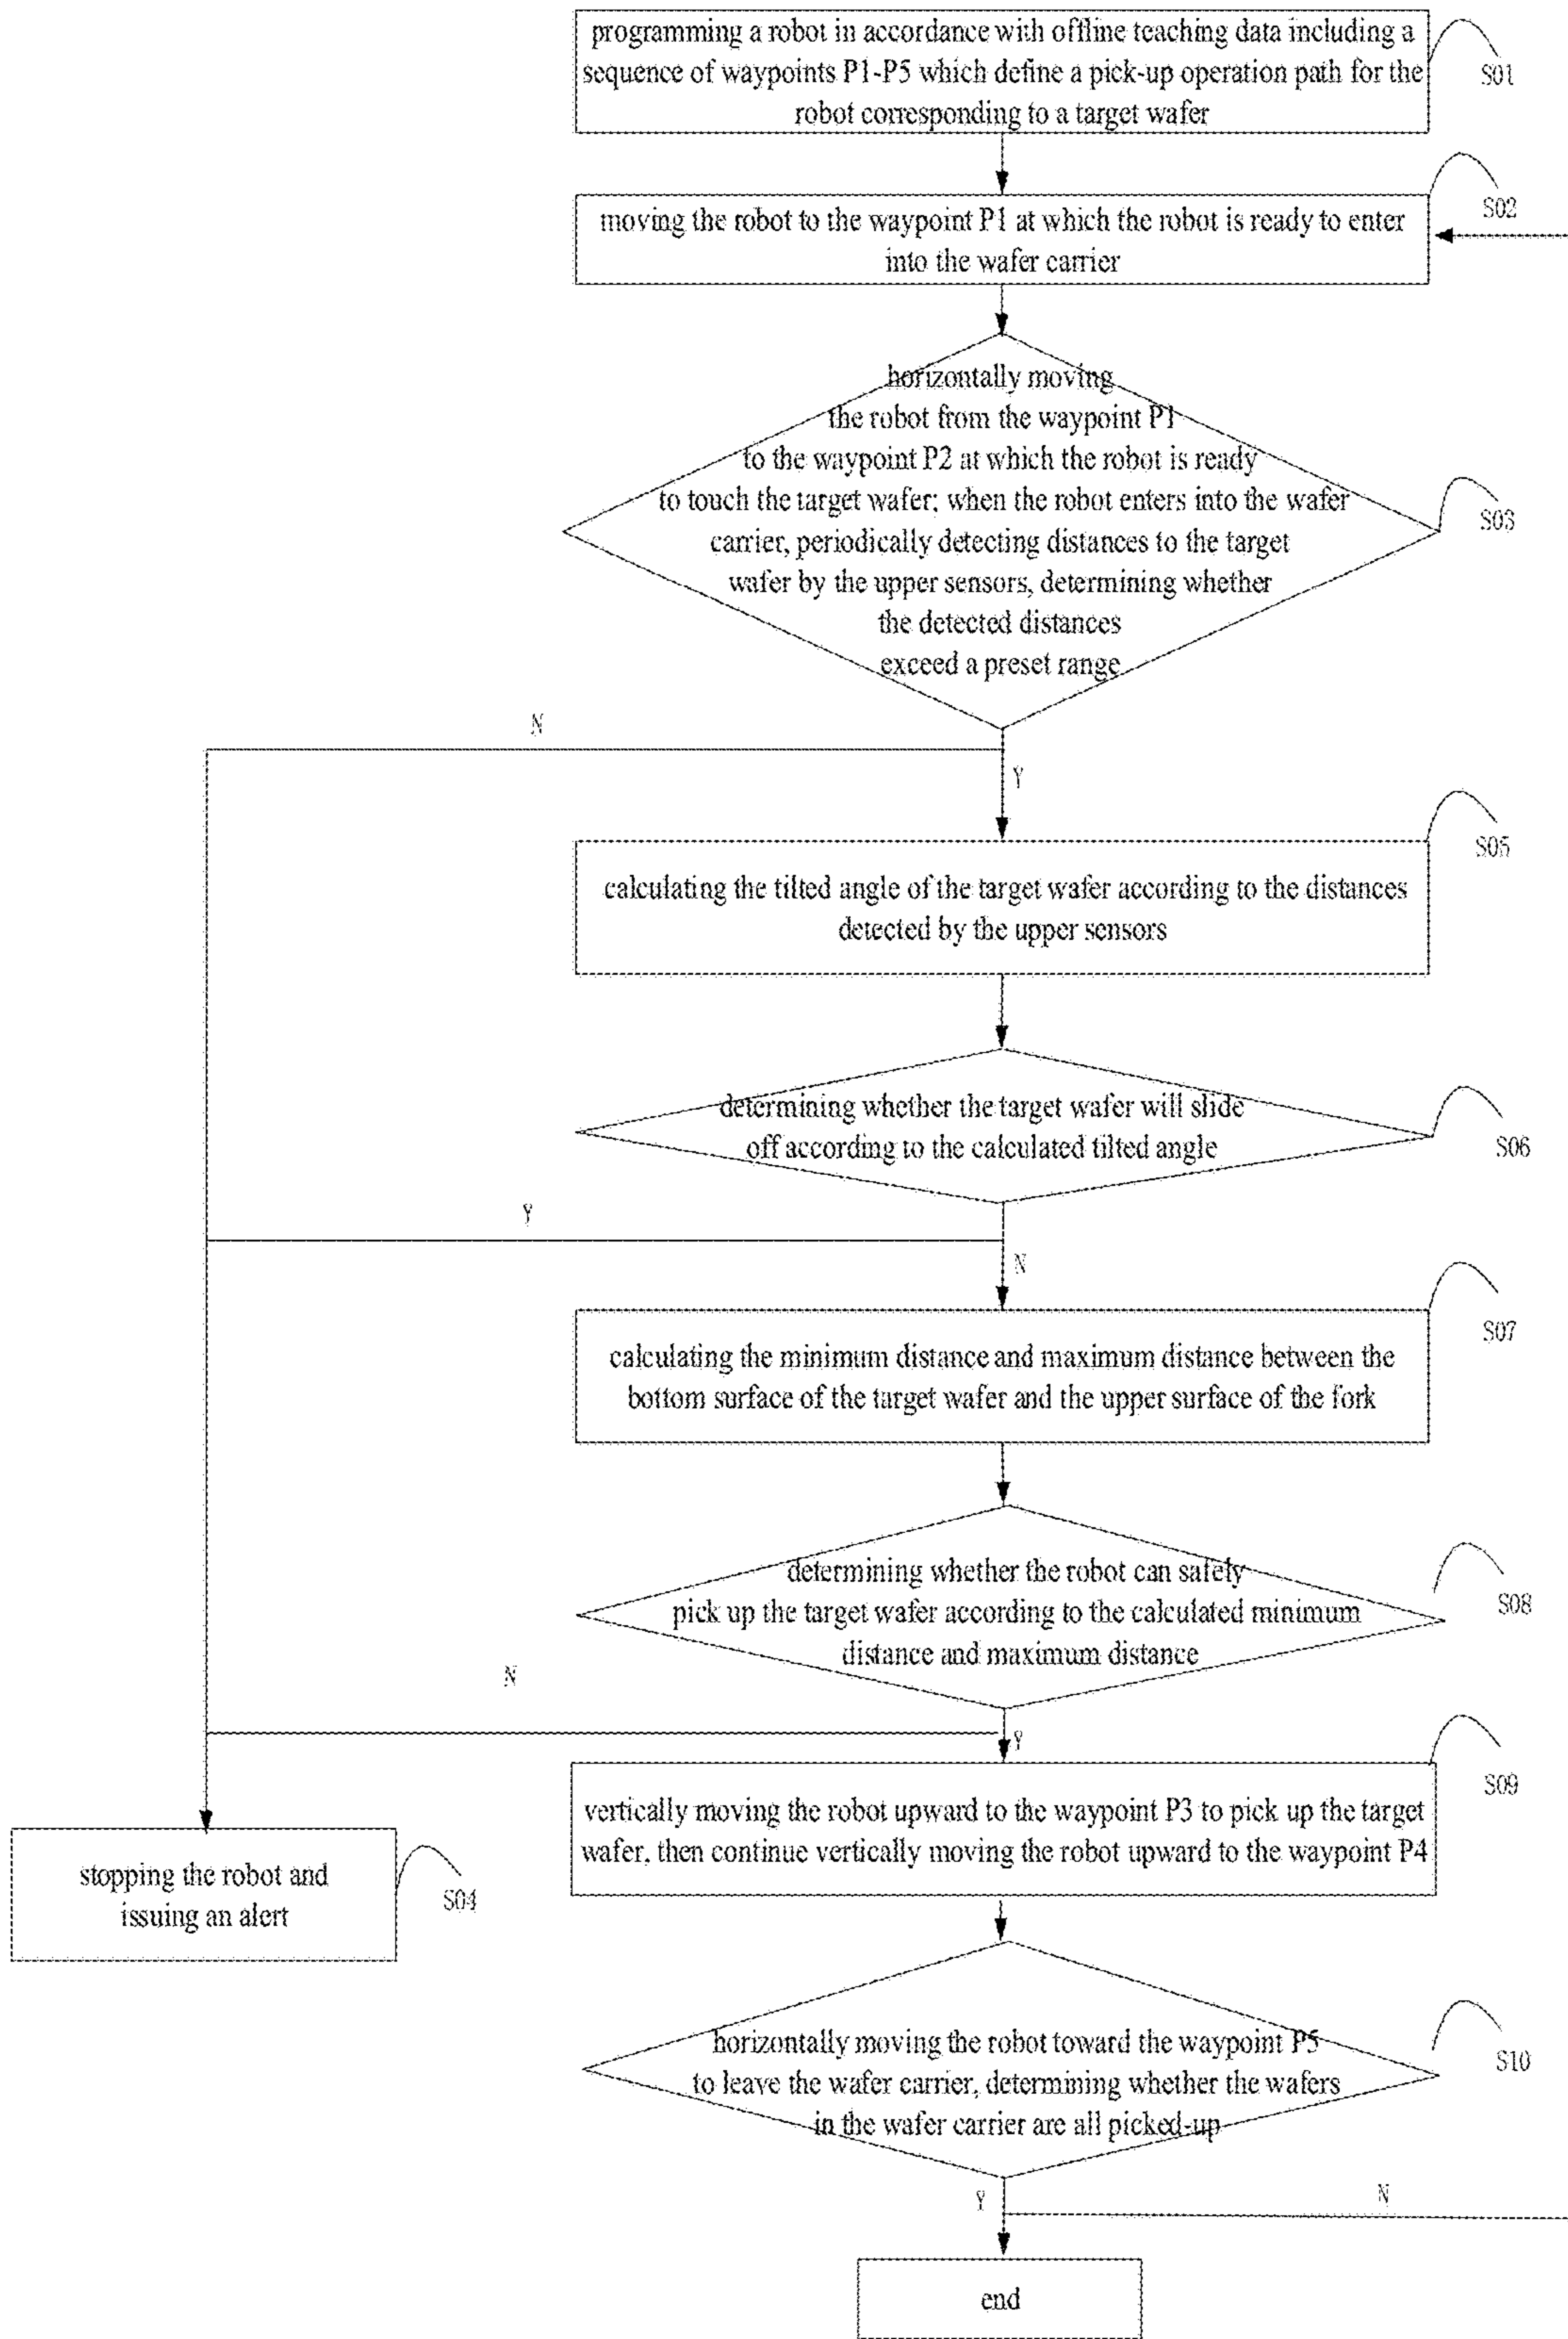 programming a robot in accordance with offline teaching data including a
sequence of waypoints P1-P5 which define a pick-up operation path for the
robot corresponding to a target wafer
S01
moving the robot to the waypoint P1 at which the robot is ready to enter
into the wafer carrier
S02
horizontally moving
the robot from the waypoint P1
to the waypoint P2 at which the robot is ready
to touch the target wafer; when the robot enters into the wafer
carrier, periodically detecting distances to the target
wafer by the upper sensors, determining whether
the detected distances
exceed a preset range
S03
N
Y
calculating the tilted angle of the target wafer according to the distances
detected by the upper sensors
S05
determining whether the target wafer will slide
off according to the calculated tilted angle
S06
Y
N
calculating the minimum distance and maximum distance between the
bottom surface of the target wafer and the upper surface of the fork
S07
determining whether the robot can safely
pick up the target wafer according to the calculated minimum
distance and maximum distance
S08
N
Y
vertically moving the robot upward to the waypoint P3 to pick up the target
wafer, then continue vertically moving the robot upward to the waypoint P4
S09
stopping the robot and
issuing an alert
S04
horizontally moving the robot toward the waypoint P5
to leave the wafer carrier, determining whether the wafers
in the wafer carrier are all picked-up
S10
Y
N
end